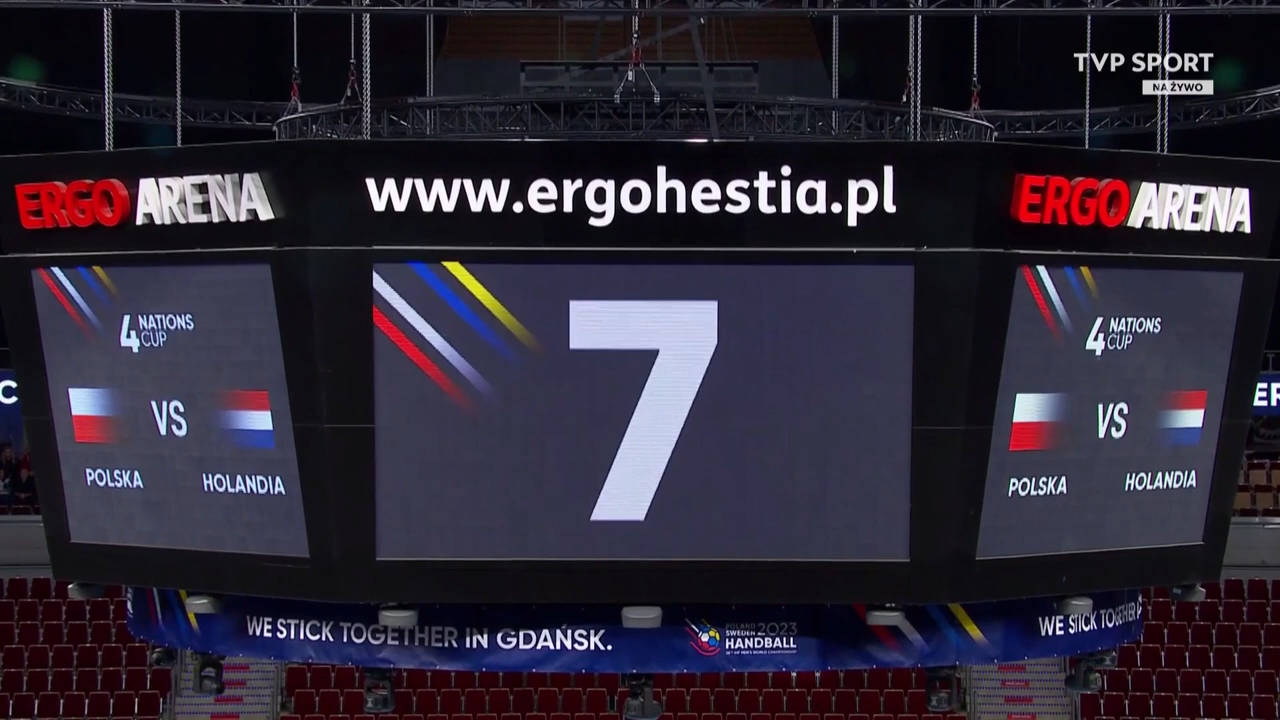 TVP SPORT
NA ŻYWO
ERGO ARENA
www.ergohestia.pl
ERGO ARENA
4 NATIONS CUP
VS
POLSKA
HOLANDIA
7
4 NATIONS CUP
VS
POLSKA
HOLANDIA
C
ER
WE STICK TOGETHER IN GDAŃSK.
POLAND
SWEDEN 2023
HANDBALL
WE STICK TOGETHER